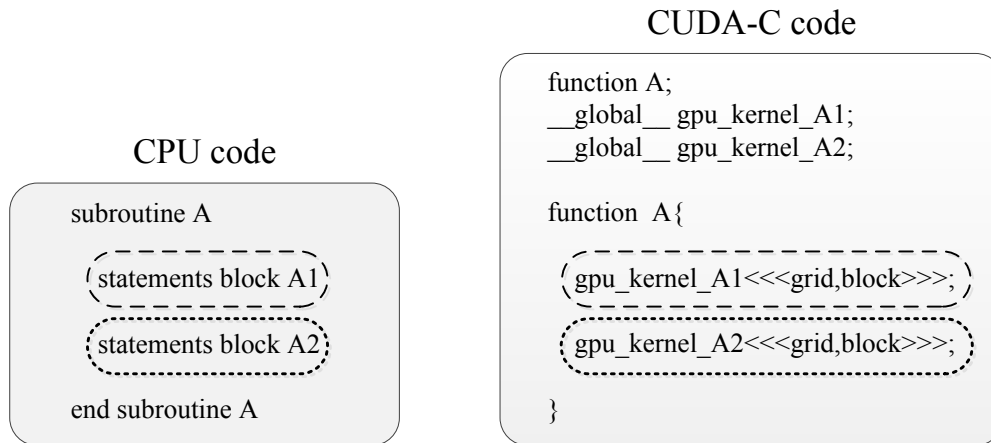 CPU code
subroutine A
statements block A1
statements block A2
end subroutine A
CUDA-C code
function A;
__global__ gpu_kernel_A1;
__global__ gpu_kernel_A2;
function A{
gpu_kernel_A1<<<grid,block>>>;
gpu_kernel_A2<<<grid,block>>>;
}